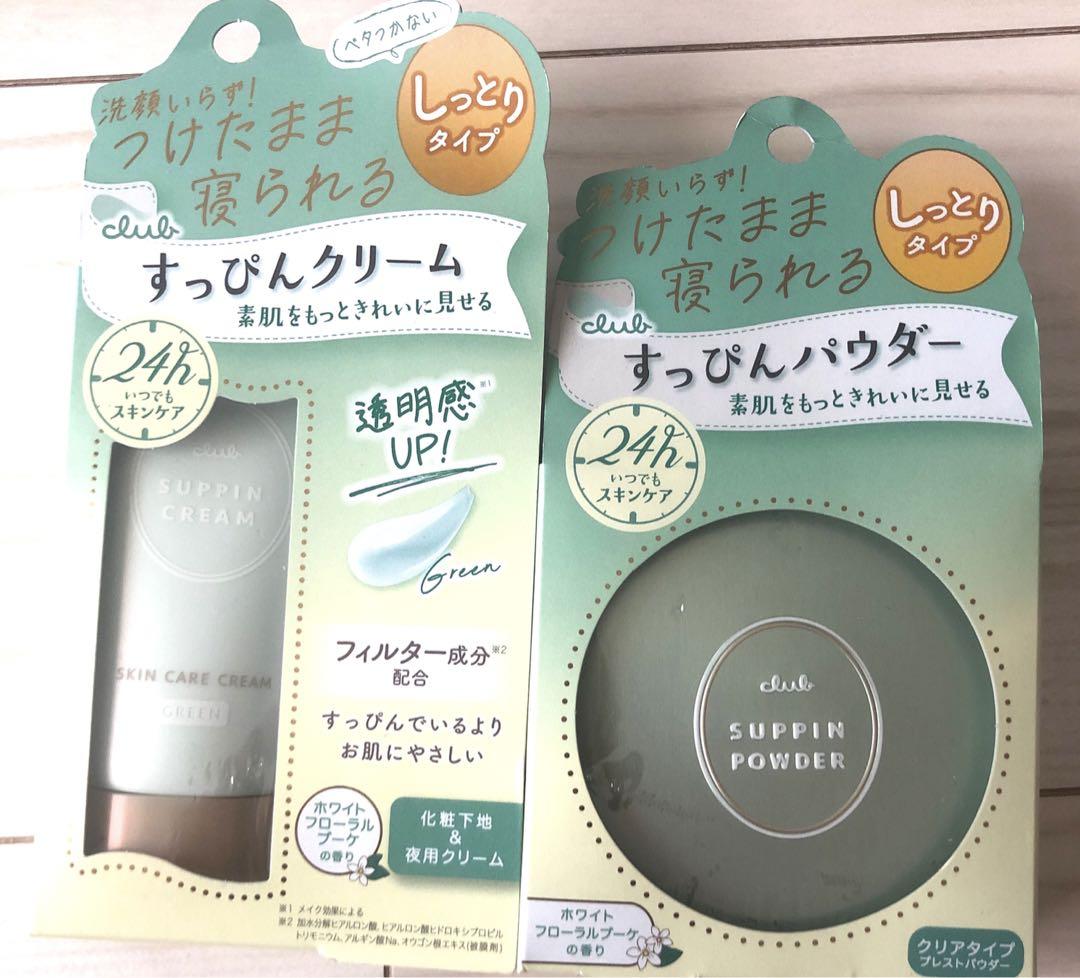 ベタつかない
しっとり
タイプ
洗顔いらず!
つけたまま
寝られる
club
すっぴんクリーム
素肌をもっときれいに見せる
24h
いつでも
スキンケア
透明感※1
UP!
Green
club
SUPPIN
CREAM
SKIN CARE CREAM
GREEN
フィルター成分※2
配合
すっぴんでいるより
お肌にやさしい
ホワイト
フローラル
ブーケ
の香り
化粧下地
&
夜用クリーム
※1 メイク効果による
※2 加水分解ヒアルロン酸、ヒアルロン酸ヒドロキシプロピル
トリモニウム、アルギン酸Na、オウゴン根エキス(被膜剤)
しっとり
タイプ
洗顔いらず!
つけたまま
寝られる
club
すっぴんパウダー
素肌をもっときれいに見せる
24h
いつでも
スキンケア
club
SUPPIN
POWDER
ホワイト
フローラルブーケ
の香り
クリアタイプ
プレストパウダー